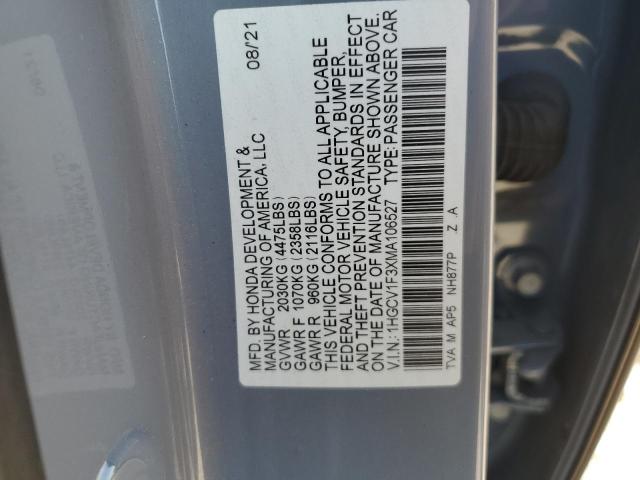 MFD. BY HONDA DEVELOPMENT & 08/21
MANUFACTURING OF AMERICA, LLC
GVWR 2030KG (4475LBS)
GAWR F 1070KG (2358LBS)
GAWR R 960KG (2116LBS)
THIS VEHICLE CONFORMS TO ALL APPLICABLE
FEDERAL MOTOR VEHICLE SAFETY, BUMPER,
AND THEFT PREVENTION STANDARDS IN EFFECT
ON THE DATE OF MANUFACTURE SHOWN ABOVE.
V.I.N.: 1HGCV1F3XMA106527 TYPE: PASSENGER CAR
TVA M AP5 NH877P Z .A